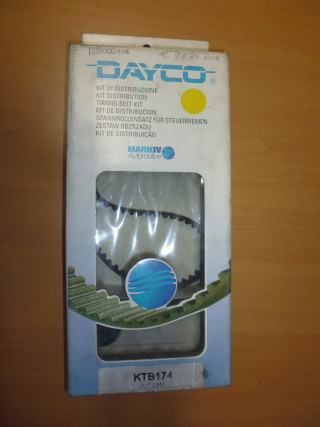 DAYCO®
KIT DI DISTRIBUZIONE
KIT DISTRIBUTION
TIMING BELT KIT
KIT DE DISTRIBUCION
SPANNROLLENSATZ FÜR STEUERRIEMEN
ZESTAW ROZRZADU
KIT DE DISTRIBUIÇÃO
MARKIV
Automotive
KTB174